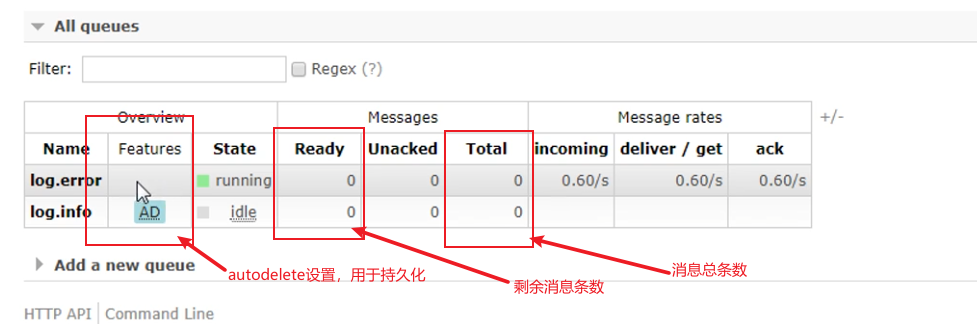 All queues
Filter: Regex (?)
Overview Messages Message rates +/-
Name Features State Ready Unacked Total incoming deliver / get ack
log.error running 0 0 0 0.60/s 0.60/s 0.60/s
log.info AD idle 0 0 0
Add a new queue
autodelete设置，用于持久化
剩余消息条数
消息总条数
HTTP API Command Line